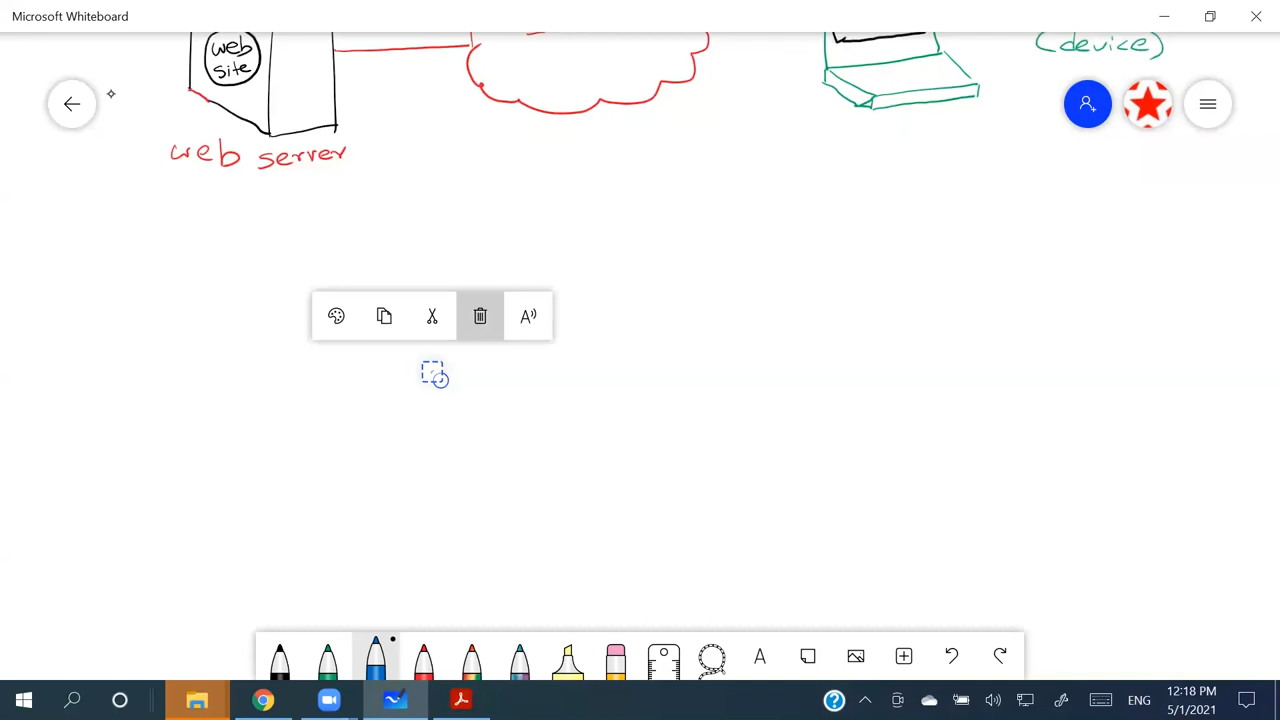 Microsoft Whiteboard
web
site
(device)
web server
A
A
ENG
12:18 PM
5/1/2021